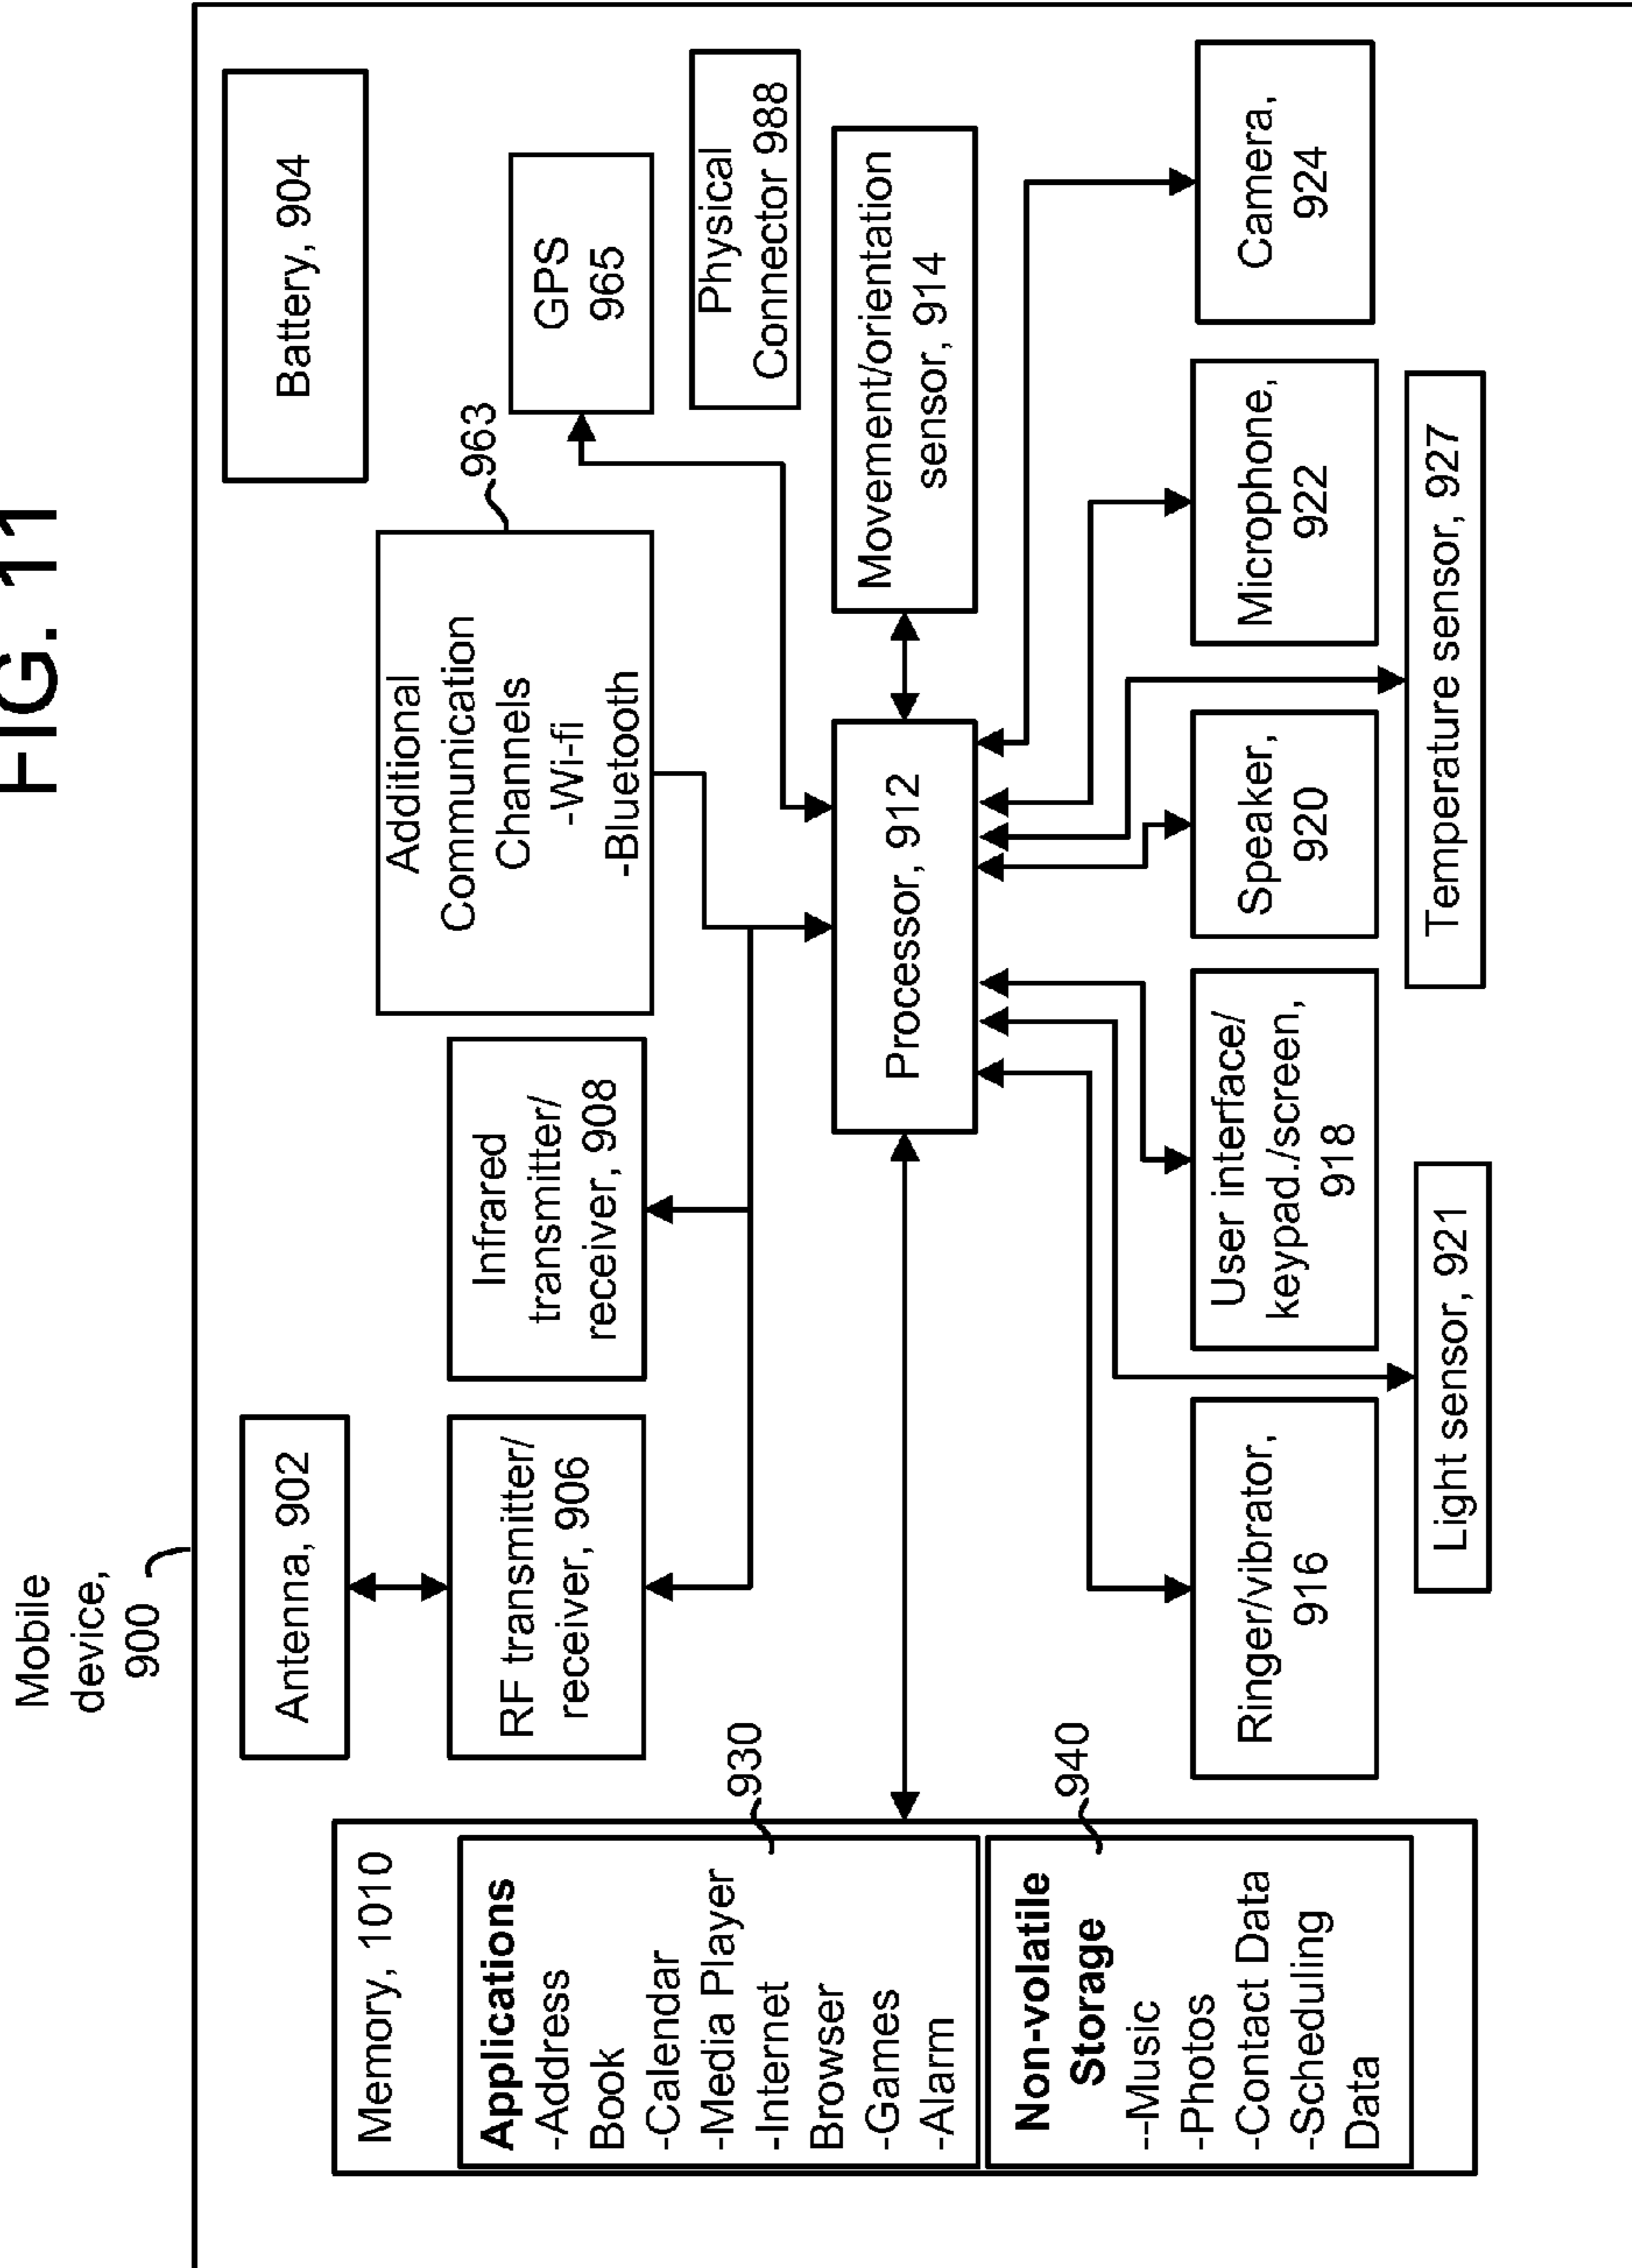 FIG. 11
Mobile
device,
900
Memory, 1010
Applications
-Address
Book
-Calendar
-Media Player
-Internet
Browser
-Games
-Alarm
930
Non-volatile
Storage
--Music
-Photos
-Contact Data
-Scheduling
Data
940
Antenna, 902
RF transmitter/
receiver, 906
Infrared
transmitter/
receiver, 908
Additional
Communication
Channels
-Wi-fi
-Bluetooth
963
Battery, 904
GPS
965
Physical
Connector 988
Processor, 912
Movement/orientation
sensor, 914
Ringer/vibrator,
916
User interface/
keypad./screen,
918
Speaker,
920
Microphone,
922
Camera,
924
Light sensor, 921
Temperature sensor, 927